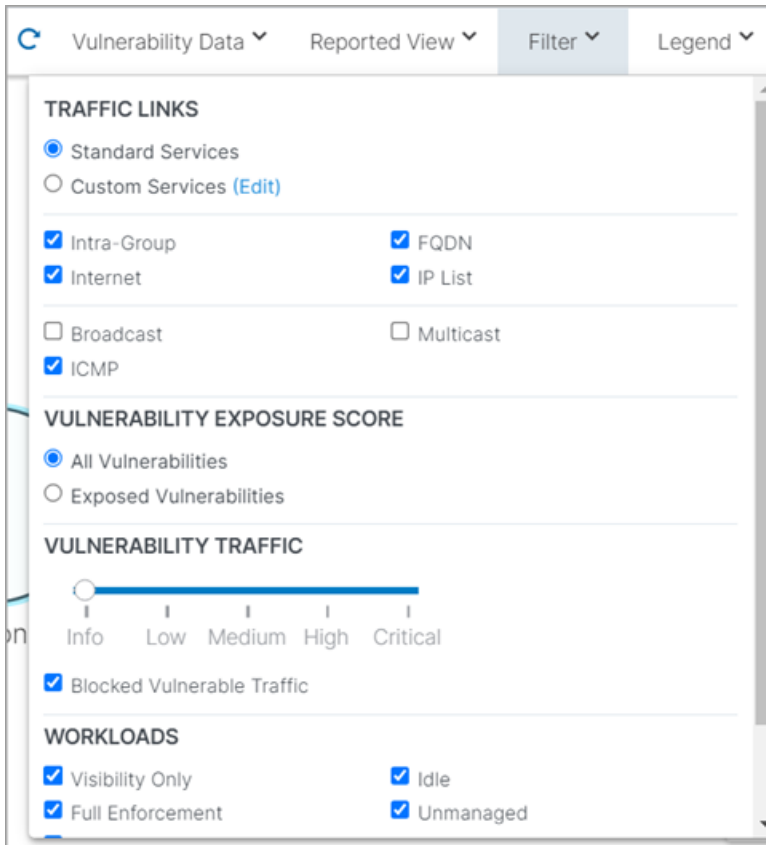 Vulnerability Data Reported View Filter Legend
TRAFFIC LINKS
Standard Services
Custom Services (Edit)
Intra-Group FQDN
Internet IP List
Broadcast Multicast
ICMP
VULNERABILITY EXPOSURE SCORE
All Vulnerabilities
Exposed Vulnerabilities
VULNERABILITY TRAFFIC
on
Info Low Medium High Critical
Blocked Vulnerable Traffic
WORKLOADS
Visibility Only Idle
Full Enforcement Unmanaged